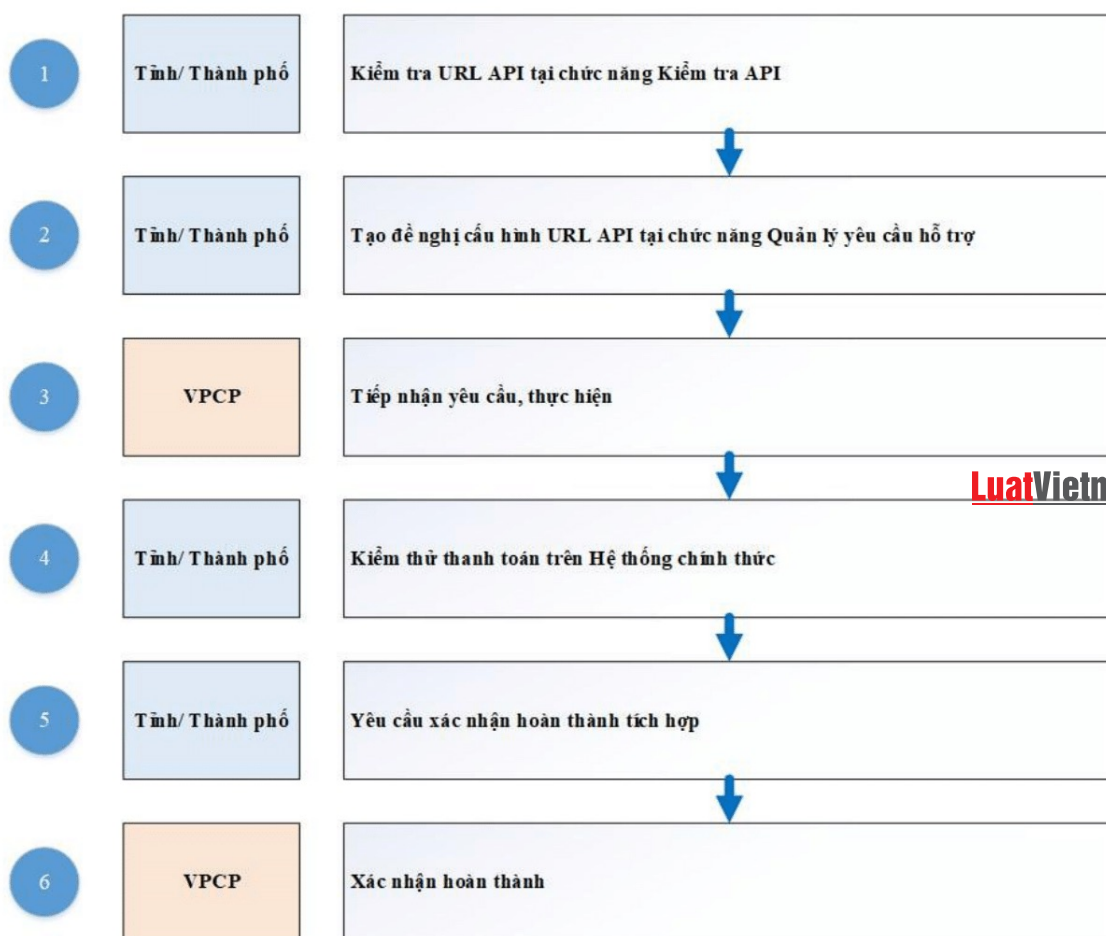 1
Tỉnh/ Thành phố
Kiểm tra URL API tại chức năng Kiểm tra API
2
Tỉnh/ Thành phố
Tạo đề nghị cấu hình URL API tại chức năng Quản lý yêu cầu hỗ trợ
3
VPCP
Tiếp nhận yêu cầu, thực hiện
LuatVietn
4
Tỉnh/ Thành phố
Kiểm thử thanh toán trên Hệ thống chính thức
5
Tỉnh/ Thành phố
Yêu cầu xác nhận hoàn thành tích hợp
6
VPCP
Xác nhận hoàn thành